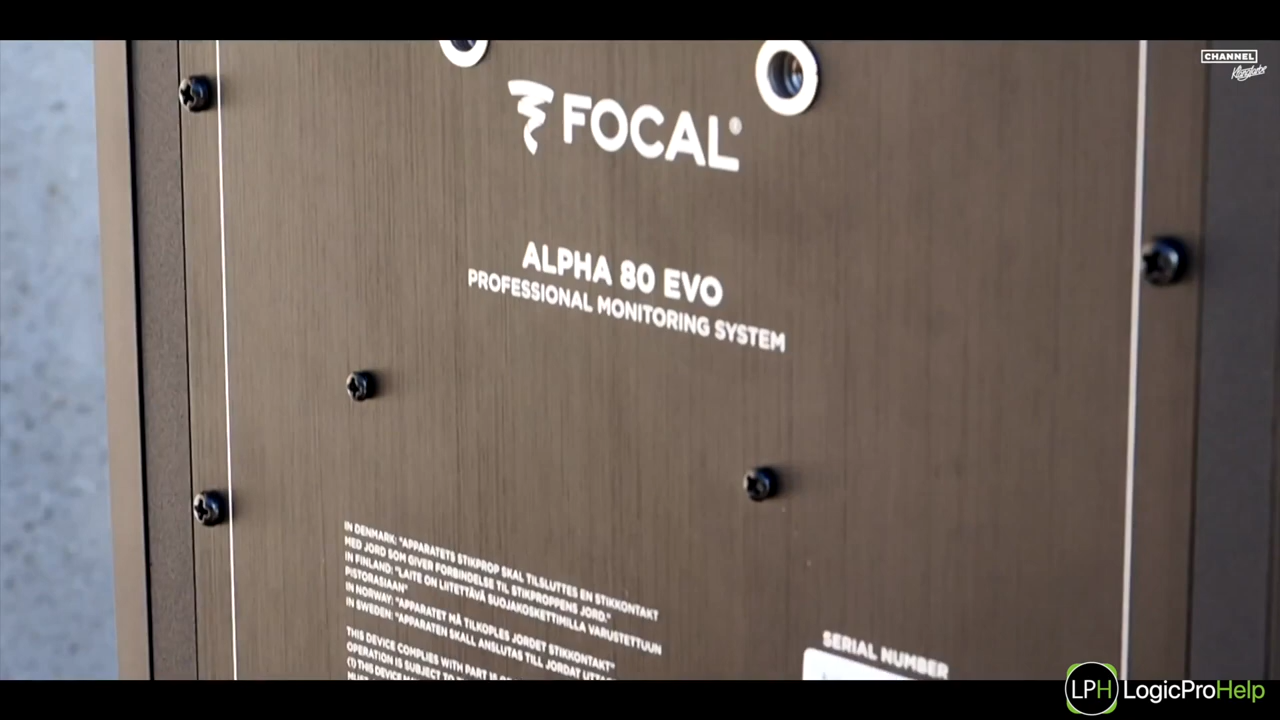 CHANNEL
FOCAL®
ALPHA 80 EVO
PROFESSIONAL MONITORING SYSTEM
IN DENMARK: "APPARATETS STIKPROP SKAL TILSLUTTES EN STIKKONTAKT
MED JORD SOM GIVER FORBINDELSE TIL STIKPROPPENS JORD."
IN FINLAND: "LAITE ON LIITETTÄVÄ SUOJAKOSKETTIMILLA VARUSTETTUUN
PISTORASIAAN"
IN NORWAY: "APPARATET MÅ TILKOPLES JORDET STIKKONTAKT"
IN SWEDEN: "APPARATEN SKALL ANSLUTAS TILL JORDAT
THIS DEVICE COMPLIES WITH PART
OPERATION IS SUBJECT TO
(1) THIS DEVICE
SERIAL NUMBER
LPH LogicProHelp